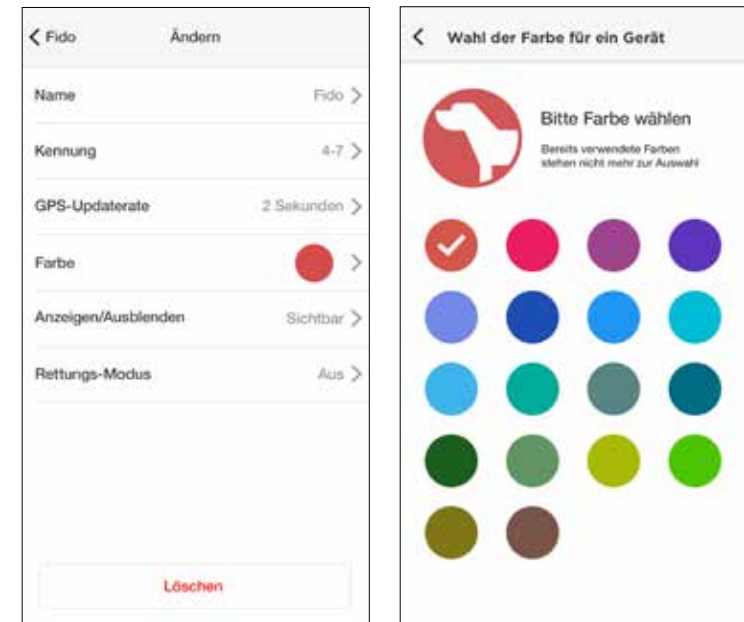 Fido Ändern
Name Fido
Kennung 4-7
GPS-Updaterate 2 Sekunden
Farbe
Anzeigen/Ausblenden Sichtbar
Rettungs-Modus Aus
Löschen
Wahl der Farbe für ein Gerät
Bitte Farbe wählen
Bereits verwendete Farben
stehen nicht mehr zur Auswahl